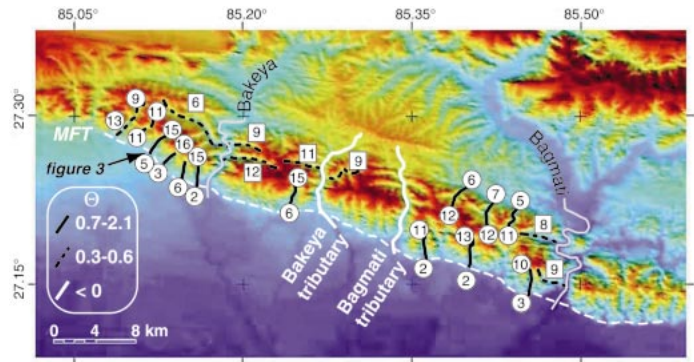 85.05° 85.20° 85.35° 85.50°
27.30°
27.15°
MFT
figure 3
Bakeya
Bagmati
Bakeya tributary
Bagmati tributary
9 6
13 11 9
11 15
16 11 9
5 3 15 12 15
6 2 6
6 7 5
12
11 13 12 11 8
2 2 10 9
3
Θ
0.7-2.1
0.3-0.6
< 0
0 4 8 km